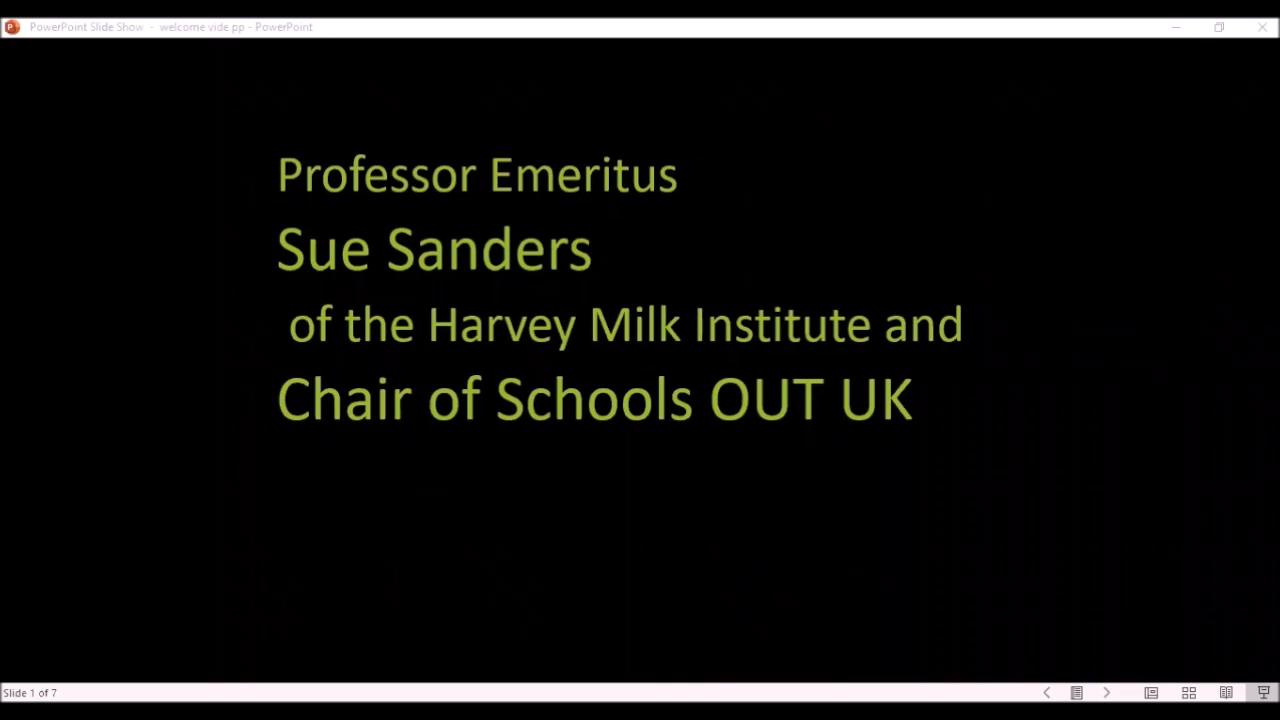 PowerPoint Slide Show - welcome vide pp - PowerPoint
Professor Emeritus
Sue Sanders
of the Harvey Milk Institute and
Chair of Schools OUT UK
Slide 1 of 7